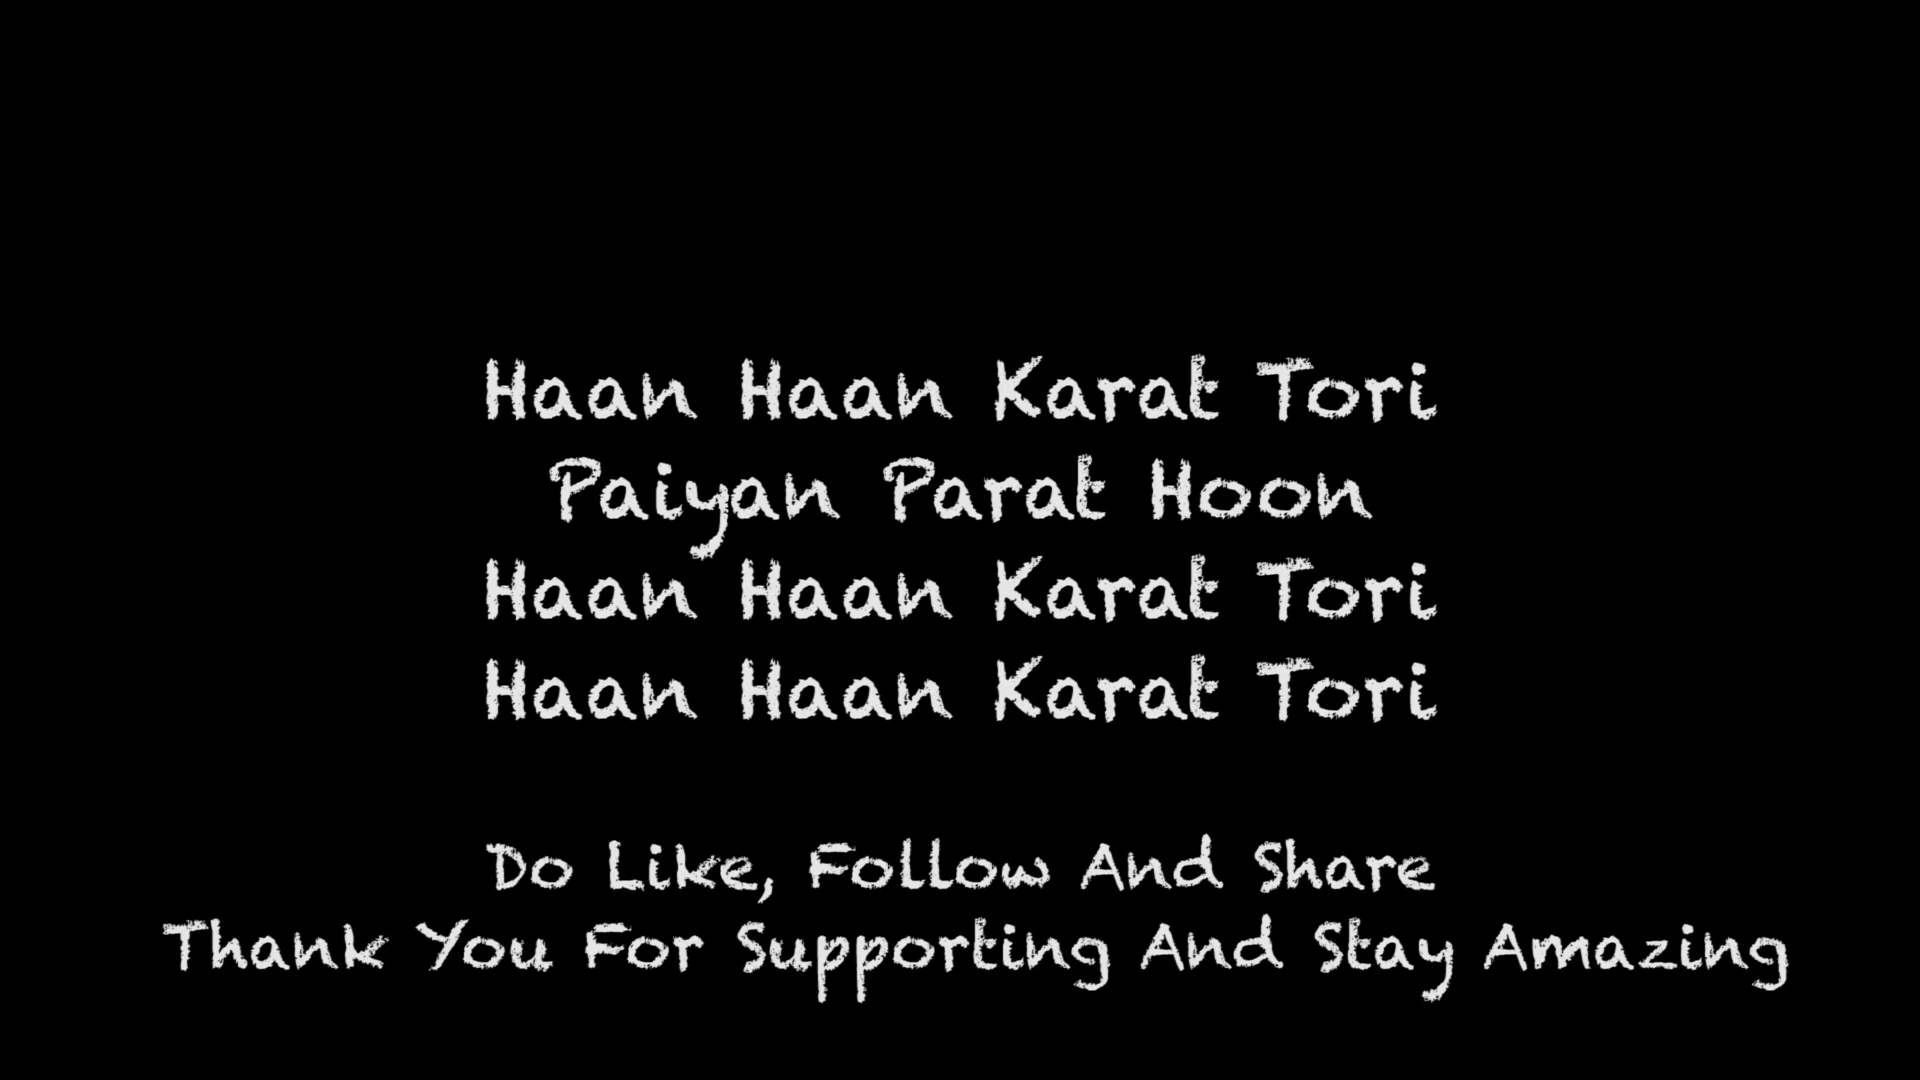 Haan Haan Karat Tori
Paiyan Parat Hoon
Haan Haan Karat Tori
Haan Haan Karat Tori
Do Like, Follow And Share
Thank You For Supporting And Stay Amazing